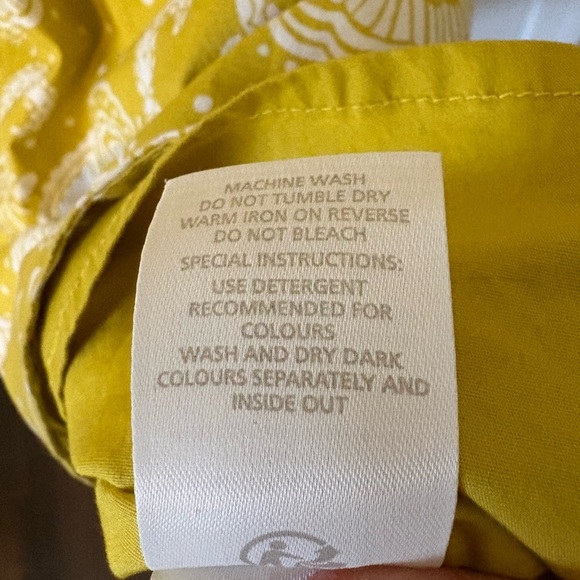 MACHINE WASH
DO NOT TUMBLE DRY
WARM IRON ON REVERSE
DO NOT BLEACH
SPECIAL INSTRUCTIONS:
USE DETERGENT
RECOMMENDED FOR
COLOURS
WASH AND DRY DARK
COLOURS SEPARATELY AND
INSIDE OUT